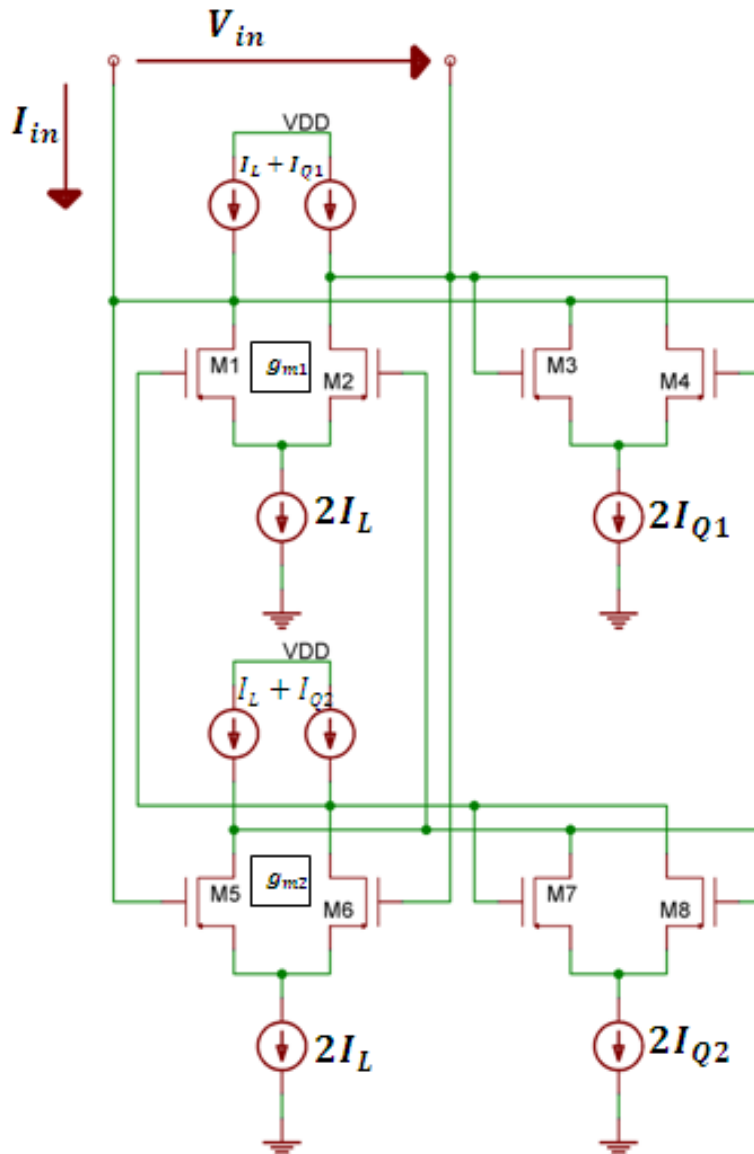 V_in
I_in
VDD
I_L + I_Q1
M1
g_m1
M2
M3
M4
2I_L
2I_Q1
VDD
I_L + I_Q2
M5
g_m2
M6
M7
M8
2I_L
2I_Q2